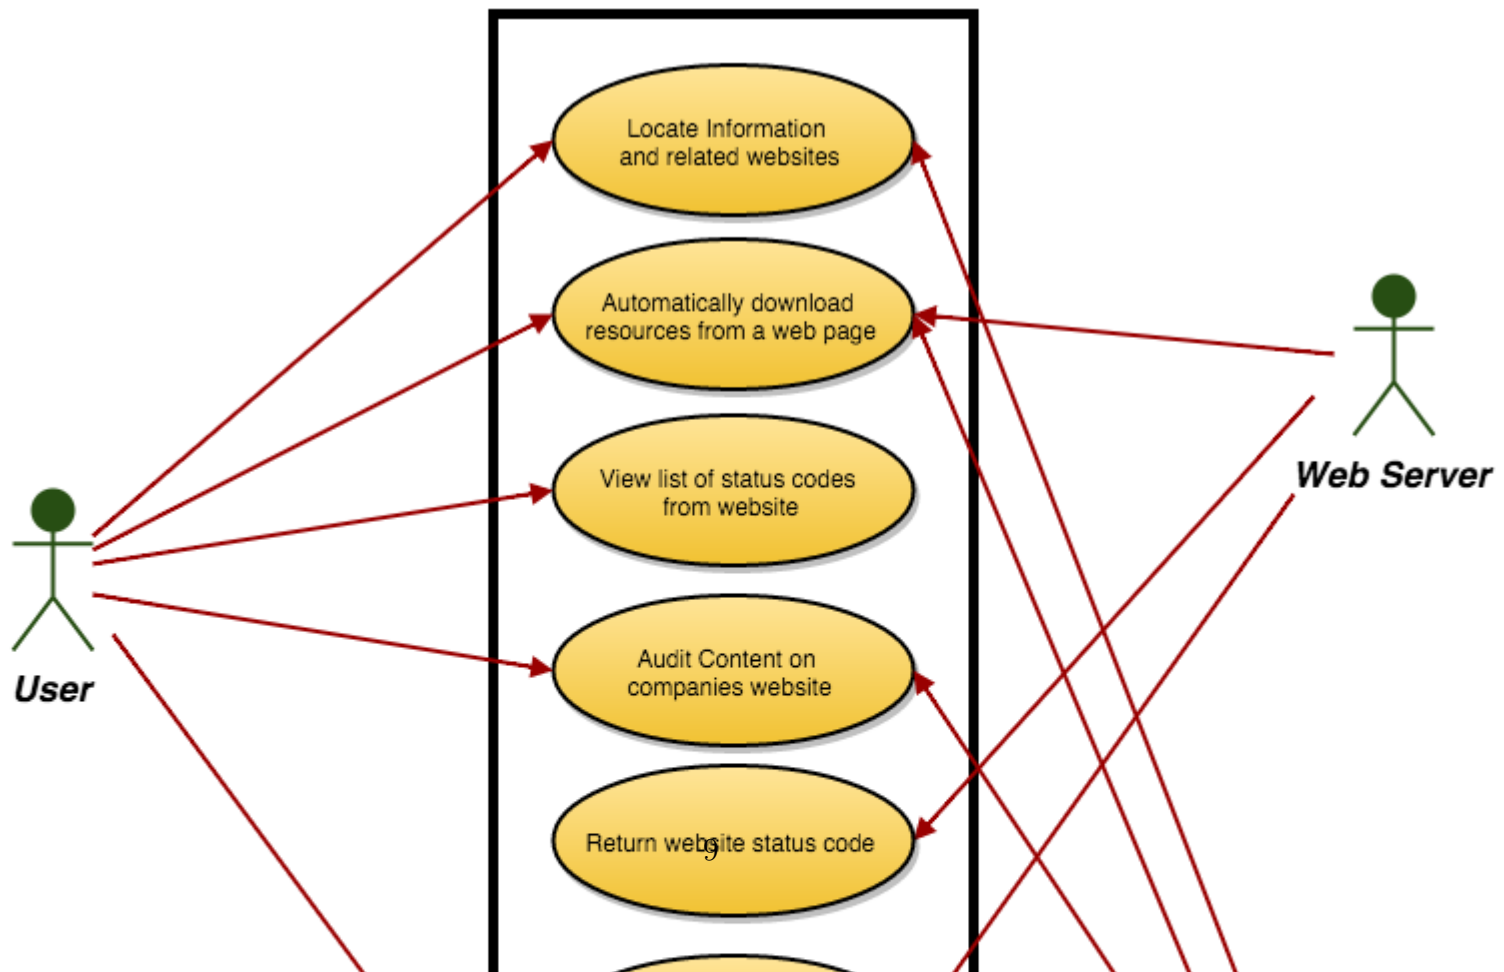 Locate Information
and related websites
Automatically download
resources from a web page
View list of status codes
from website
Web Server
Audit Content on
companies website
User
Return website status code
9